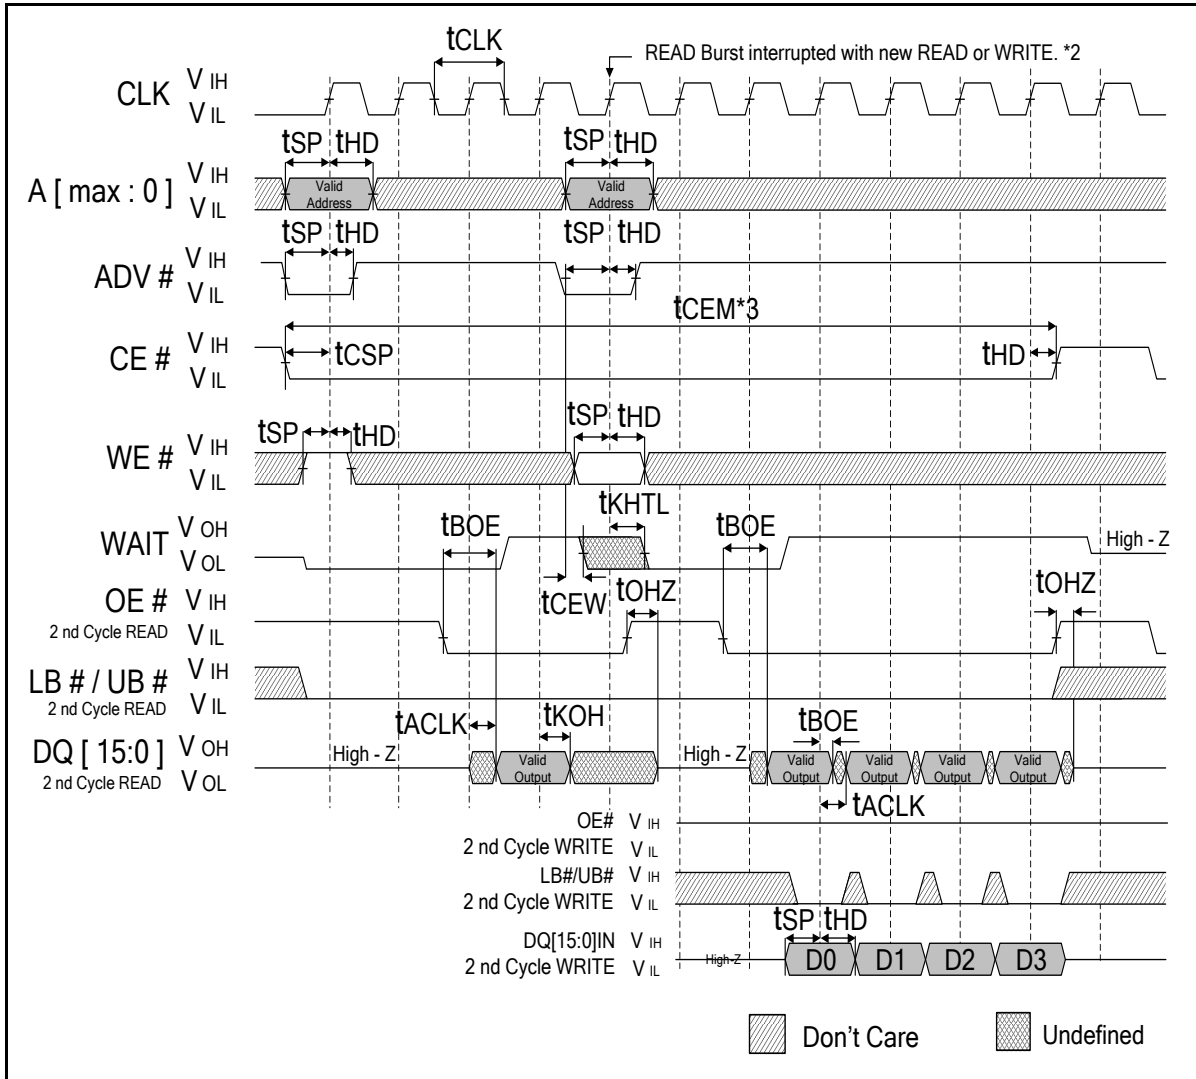 tCLK
READ Burst interrupted with new READ or WRITE. *2
CLK
V IH
V IL
tSP
tHD
tSP
tHD
A [ max : 0 ]
V IH
V IL
Valid
Address
Valid
Address
tSP
tHD
tSP
tHD
ADV #
V IH
V IL
tCEM*3
CE #
V IH
V IL
tCSP
tHD
tSP
tHD
tSP
tHD
WE #
V IH
V IL
tKHTL
WAIT
V OH
V OL
tBOE
tBOE
High - Z
tCEW
tOHZ
tOHZ
OE #
2 nd Cycle READ
V IH
V IL
LB # / UB #
2 nd Cycle READ
V IH
V IL
tACLK
tKOH
tBOE
DQ [ 15:0 ]
2 nd Cycle READ
V OH
V OL
High - Z
Valid
Output
High - Z
Valid
Output
Valid
Output
Valid
Output
Valid
Output
tACLK
OE#
V IH
2 nd Cycle WRITE
V IL
LB#/UB#
V IH
2 nd Cycle WRITE
V IL
tSP
tHD
DQ[15:0]IN
V IH
2 nd Cycle WRITE
V IL
High-Z
D0
D1
D2
D3
Don't Care
Undefined